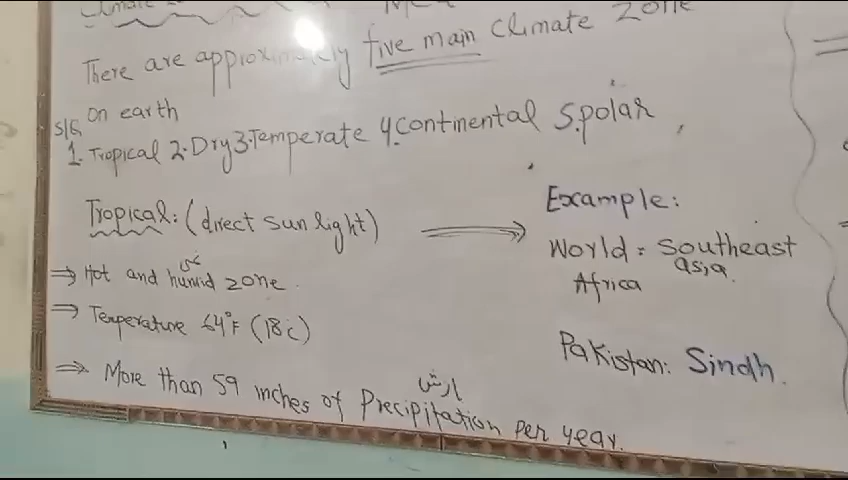 Climate Zone
There are approximately five main Climate Zone
on earth
1. Tropical 2. Dry 3. Temperate 4. Continental 5. polar
Tropical: (direct sun light)
⇒ Hot and humid zone.
⇒ Temperature 64°F (18c)
⇒ More than 59 inches of Precipitation per year.
بارش
Example:
World: Southeast
asia
Africa
Pakistan: Sindh.